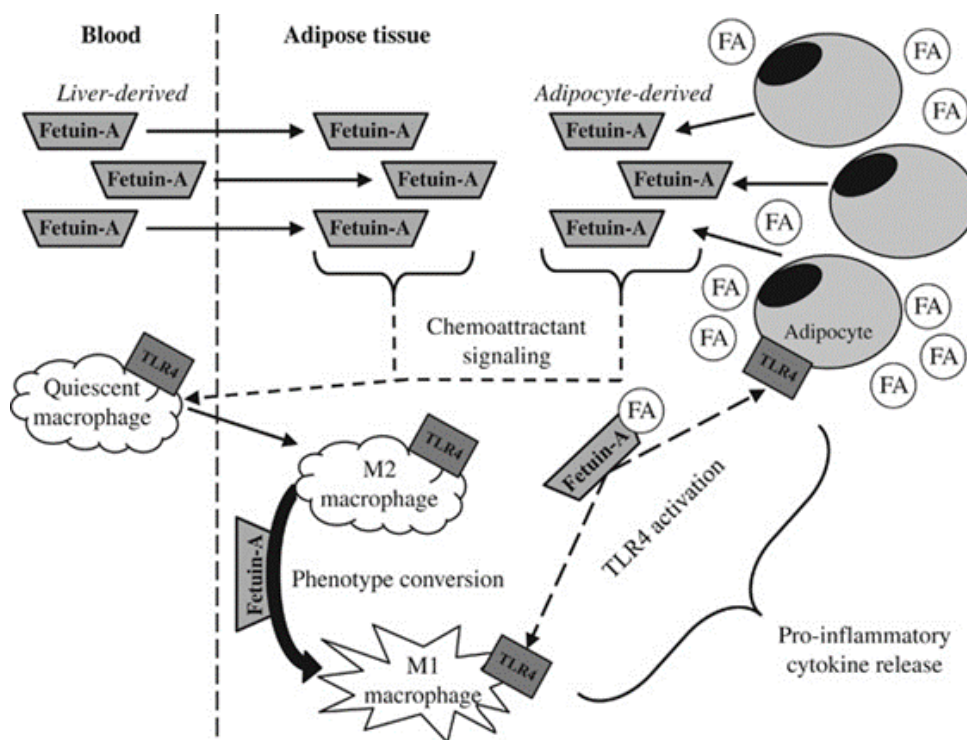 Blood
Adipose tissue
FA
FA
FA
Liver-derived
Adipocyte-derived
Fetuin-A
Fetuin-A
Fetuin-A
Fetuin-A
Fetuin-A
Fetuin-A
Fetuin-A
Fetuin-A
Fetuin-A
FA
FA
FA
FA
FA
FA
Adipocyte
TLR4
Chemoattractant
signaling
TLR4
Quiescent
macrophage
TLR4
M2
macrophage
FA
Fetuin-A
TLR4 activation
Fetuin-A
Phenotype conversion
M1
macrophage
TLR4
Pro-inflammatory
cytokine release